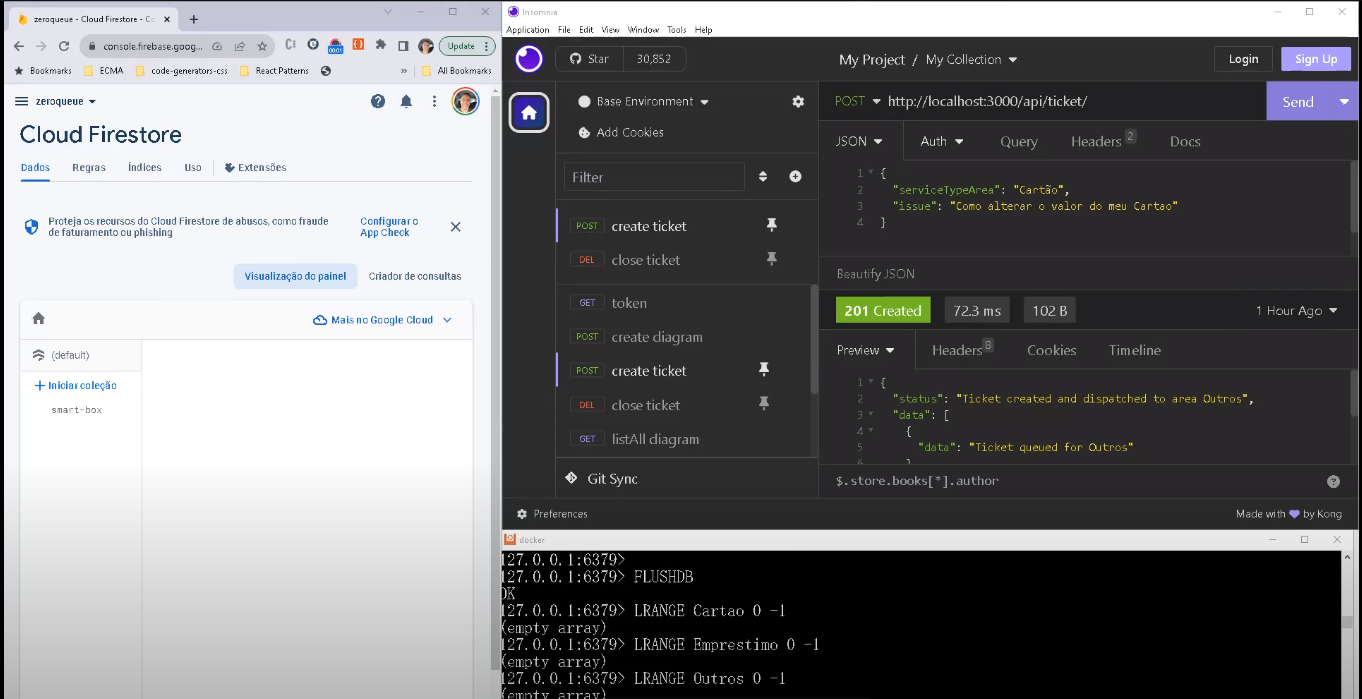 zeroqueue - Cloud Firestore - Co
console.firebase.goog...
Update
Bookmarks
ECMA
code-generators-css
React Patterns
»
All Bookmarks
zeroqueue
Cloud Firestore
Dados
Regras
Índices
Uso
Extensões
Proteja os recursos do Cloud Firestore de abusos, como fraude
de faturamento ou phishing
Configurar o
App Check
Visualização do painel
Criador de consultas
Mais no Google Cloud
(default)
+ Iniciar coleção
smart-box
Insomnia
Application File Edit View Window Tools Help
Star
30,852
My Project / My Collection
Login
Sign Up
Base Environment
Add Cookies
Filter
POST create ticket
DEL close ticket
GET token
POST create diagram
POST create ticket
DEL close ticket
GET listAll diagram
Git Sync
POST http://localhost:3000/api/ticket/
Send
JSON
Auth
Query
Headers 2
Docs
1 {
2 "serviceTypeArea": "Cartão",
3 "issue": "Como alterar o valor do meu Cartao"
4 }
Beautify JSON
201 Created
72.3 ms
102 B
1 Hour Ago
Preview
Headers 8
Cookies
Timeline
1 {
2 "status": "Ticket created and dispatched to area Outros",
3 "data": [
4 {
5 "data": "Ticket queued for Outros"
6 }
$.store.books[*].author
Preferences
Made with 💜 by Kong
docker
127.0.0.1:6379>
127.0.0.1:6379> FLUSHDB
OK
127.0.0.1:6379> LRANGE Cartao 0 -1
(empty array)
127.0.0.1:6379> LRANGE Emprestimo 0 -1
(empty array)
127.0.0.1:6379> LRANGE Outros 0 -1
(empty array)